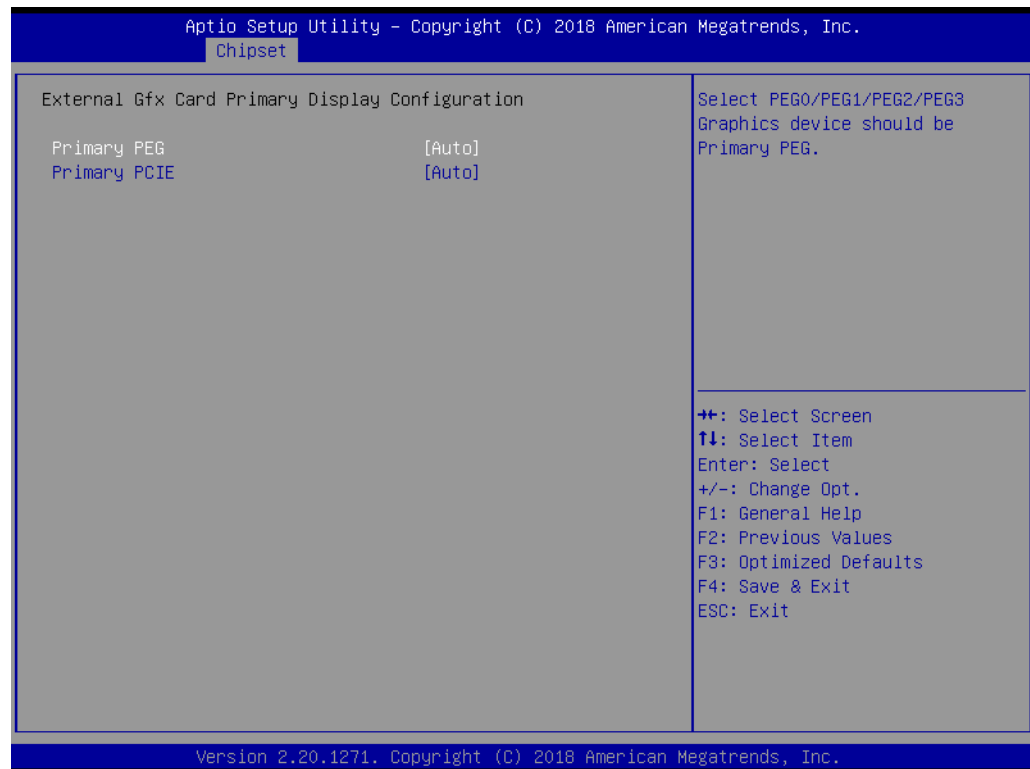 Aptio Setup Utility – Copyright (C) 2018 American Megatrends, Inc.
Chipset
External Gfx Card Primary Display Configuration
Primary PEG [Auto]
Primary PCIE [Auto]
Select PEG0/PEG1/PEG2/PEG3
Graphics device should be
Primary PEG.
→←: Select Screen
↑↓: Select Item
Enter: Select
+/-: Change Opt.
F1: General Help
F2: Previous Values
F3: Optimized Defaults
F4: Save & Exit
ESC: Exit
Version 2.20.1271. Copyright (C) 2018 American Megatrends, Inc.